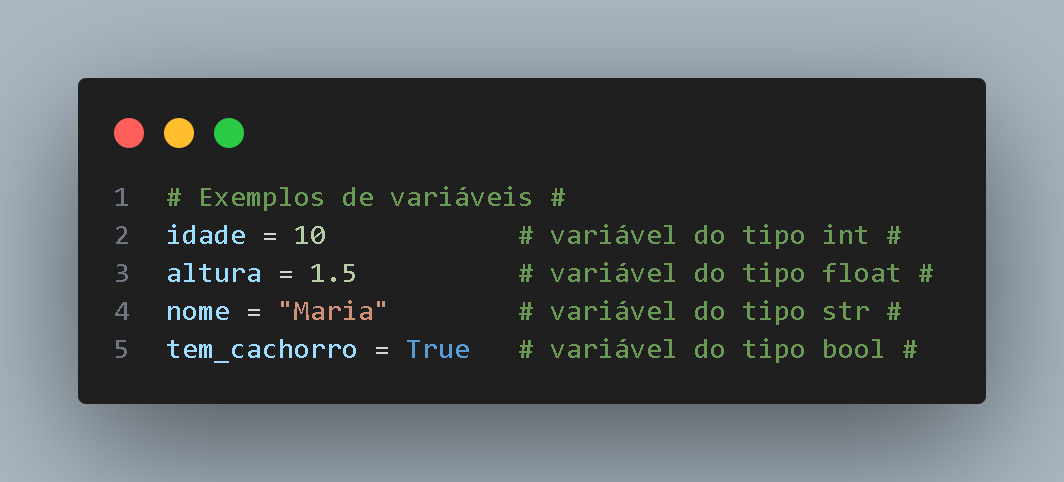 1 # Exemplos de variáveis #
2 idade = 10 # variável do tipo int #
3 altura = 1.5 # variável do tipo float #
4 nome = "Maria" # variável do tipo str #
5 tem_cachorro = True # variável do tipo bool #